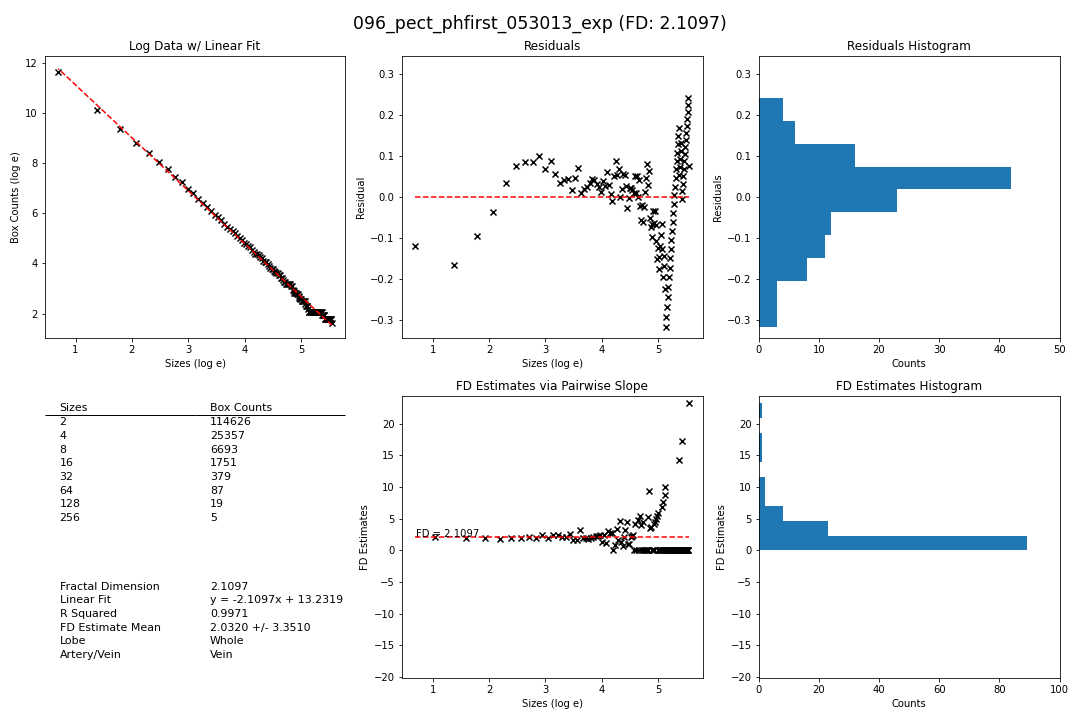 096_pect_phfirst_053013_exp (FD: 2.1097)
Log Data w/ Linear Fit
Box Counts (log e)
12
10
8
6
4
2
1 2 3 4 5
Sizes (log e)
Residuals
Residual
0.3
0.2
0.1
0.0
−0.1
−0.2
−0.3
1 2 3 4 5
Sizes (log e)
Residuals Histogram
Residuals
0.3
0.2
0.1
0.0
−0.1
−0.2
−0.3
0 10 20 30 40 50
Counts
Sizes Box Counts
2 114626
4 25357
8 6693
16 1751
32 379
64 87
128 19
256 5
Fractal Dimension 2.1097
Linear Fit y = -2.1097x + 13.2319
R Squared 0.9971
FD Estimate Mean 2.0320 +/- 3.3510
Lobe Whole
Artery/Vein Vein
FD Estimates via Pairwise Slope
FD Estimates
20
15
10
5
0
−5
−10
−15
−20
FD = 2.1097
1 2 3 4 5
Sizes (log e)
FD Estimates Histogram
FD Estimates
20
15
10
5
0
−5
−10
−15
−20
0 20 40 60 80 100
Counts